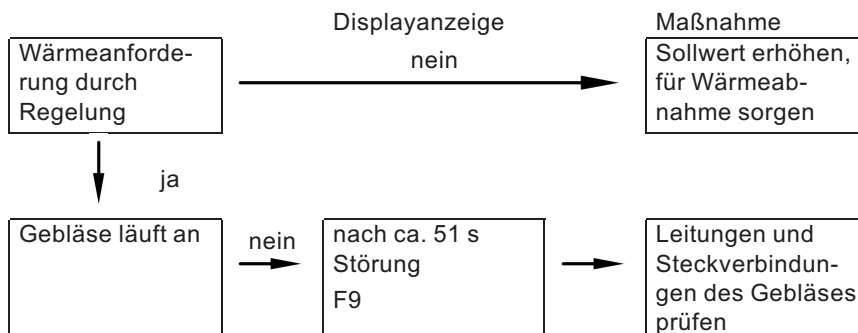 Displayanzeige
Maßnahme
Wärmeanforde-
rung durch
Regelung
nein
Sollwert erhöhen,
für Wärmeab-
nahme sorgen
ja
Gebläse läuft an
nein
nach ca. 51 s
Störung
F9
Leitungen und
Steckverbindun-
gen des Gebläses
prüfen